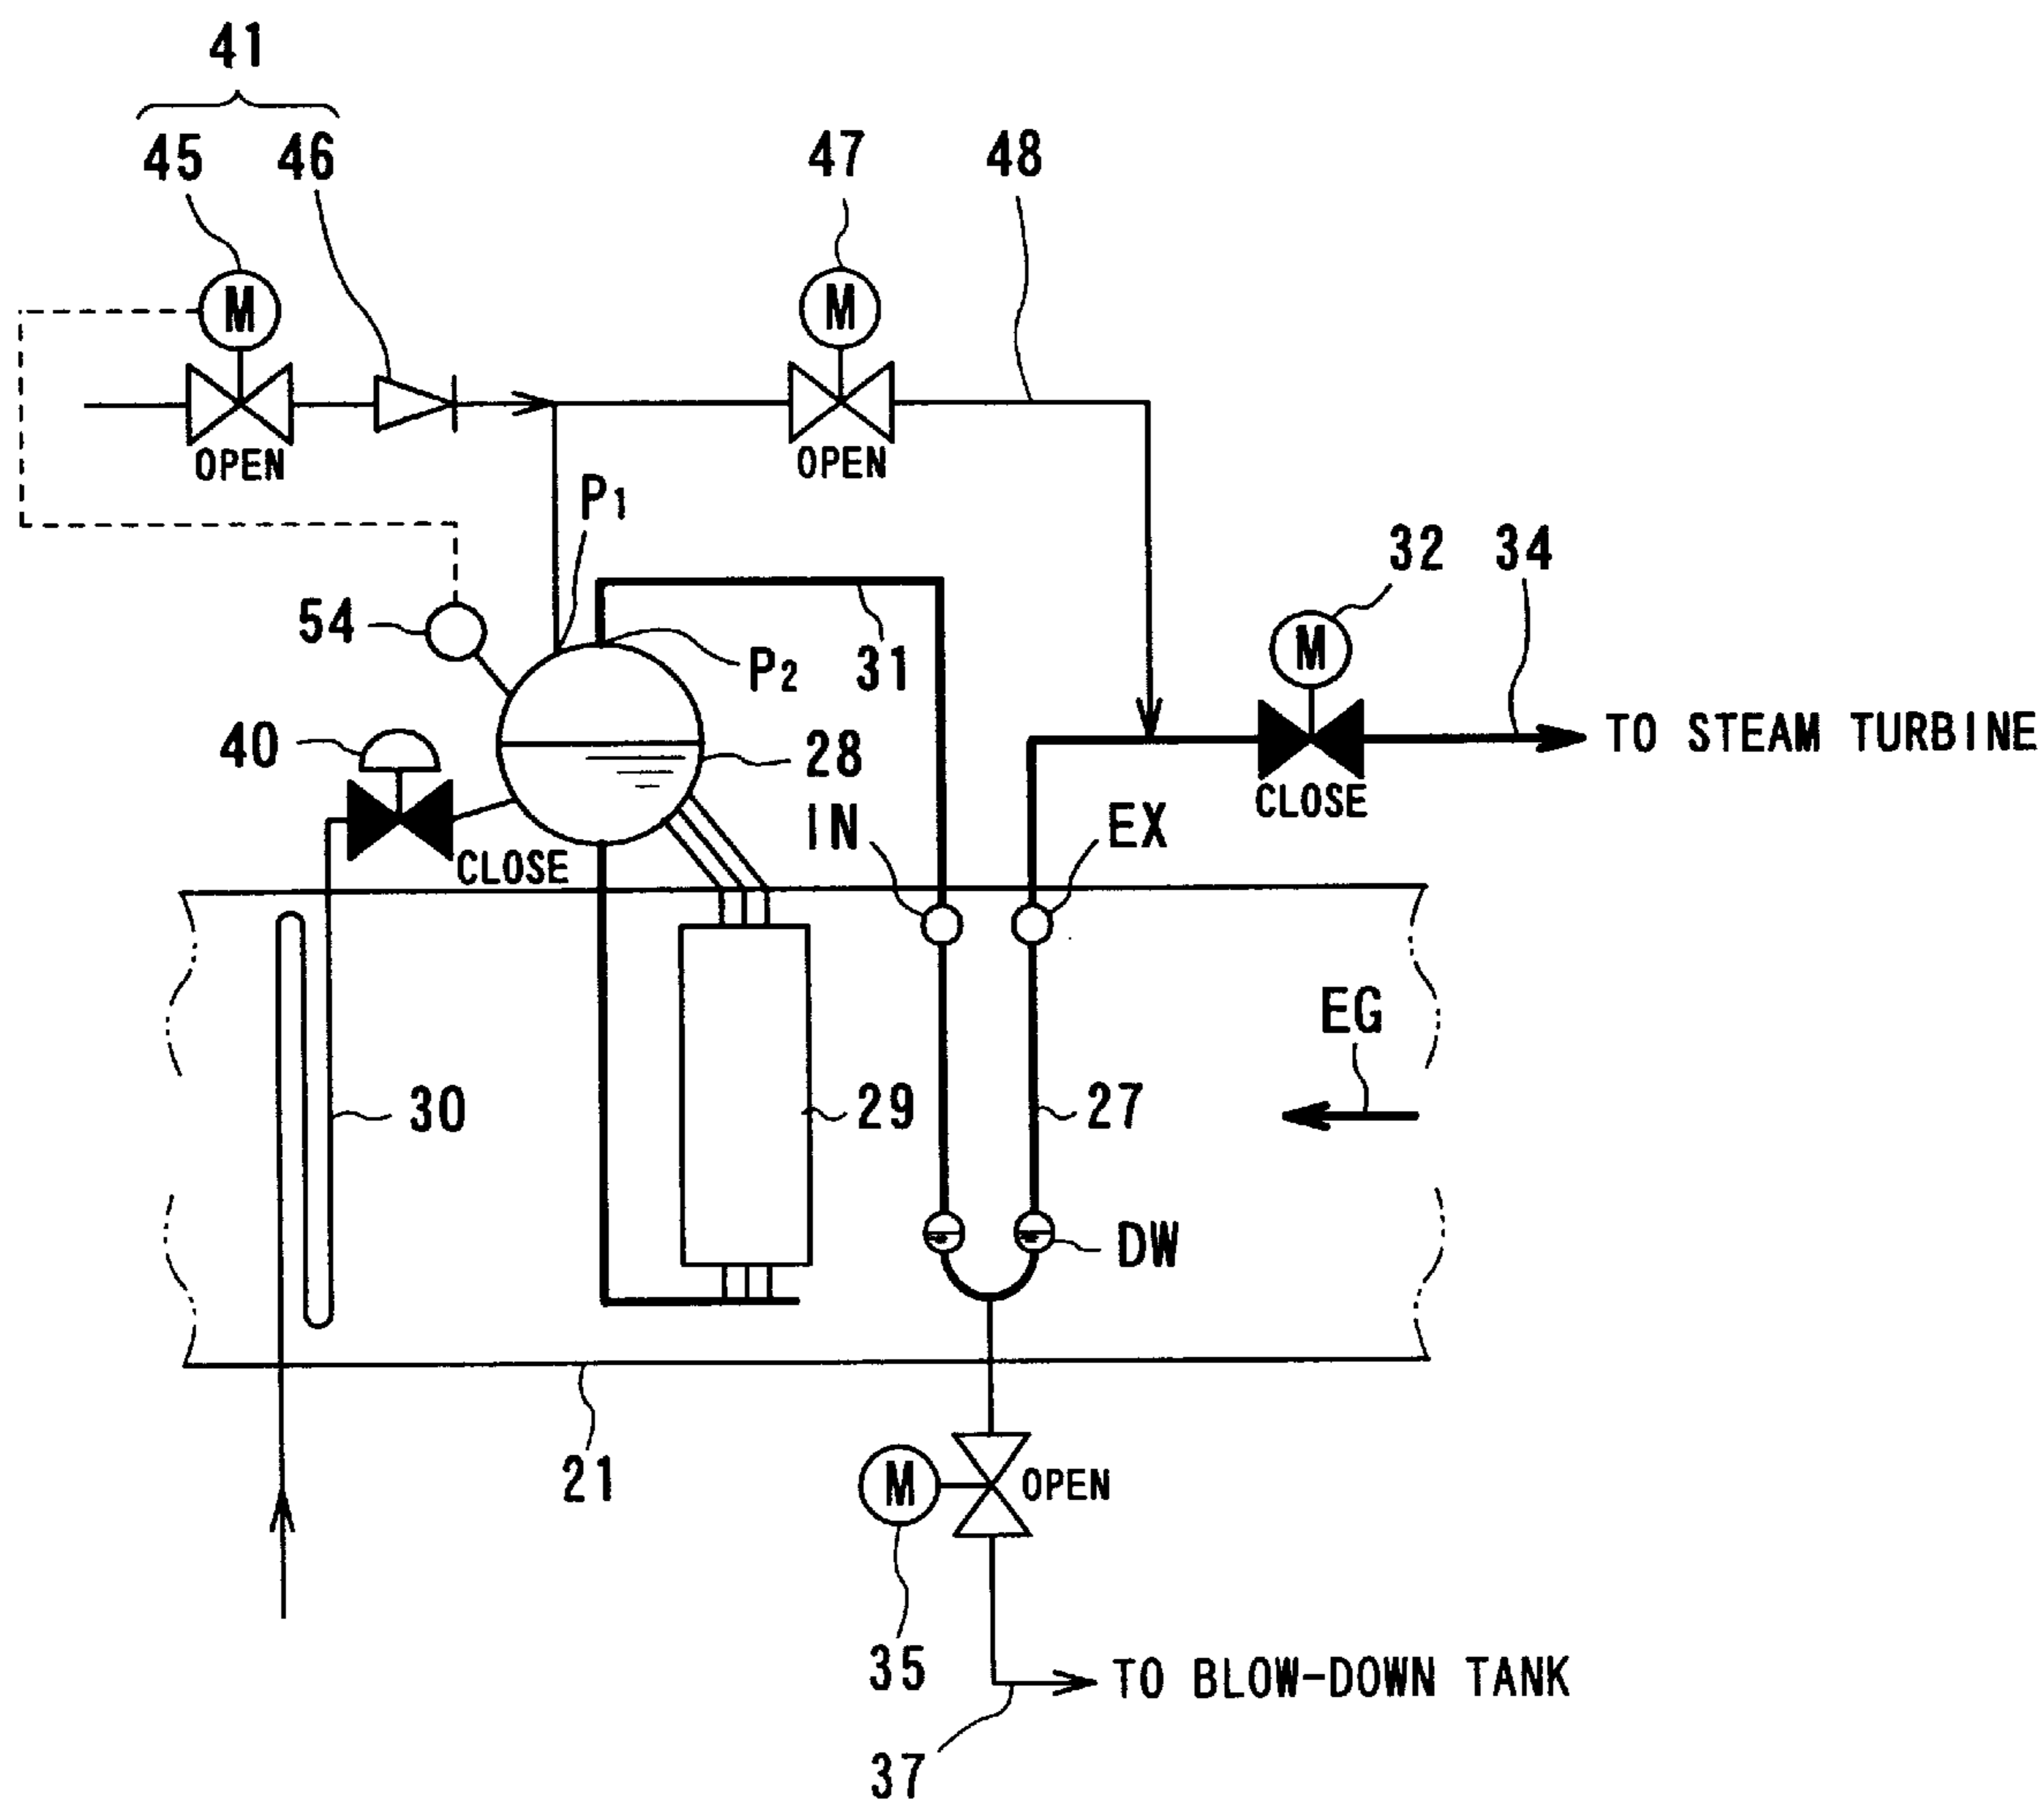 41
45 46 47 48
M M
OPEN OPEN
P1
32 34
54 M
31
P2
TO STEAM TURBINE
40 28
CLOSE
IN EX
CLOSE
EG
30 29 27
DW
21 M OPEN
35 TO BLOW-DOWN TANK
37